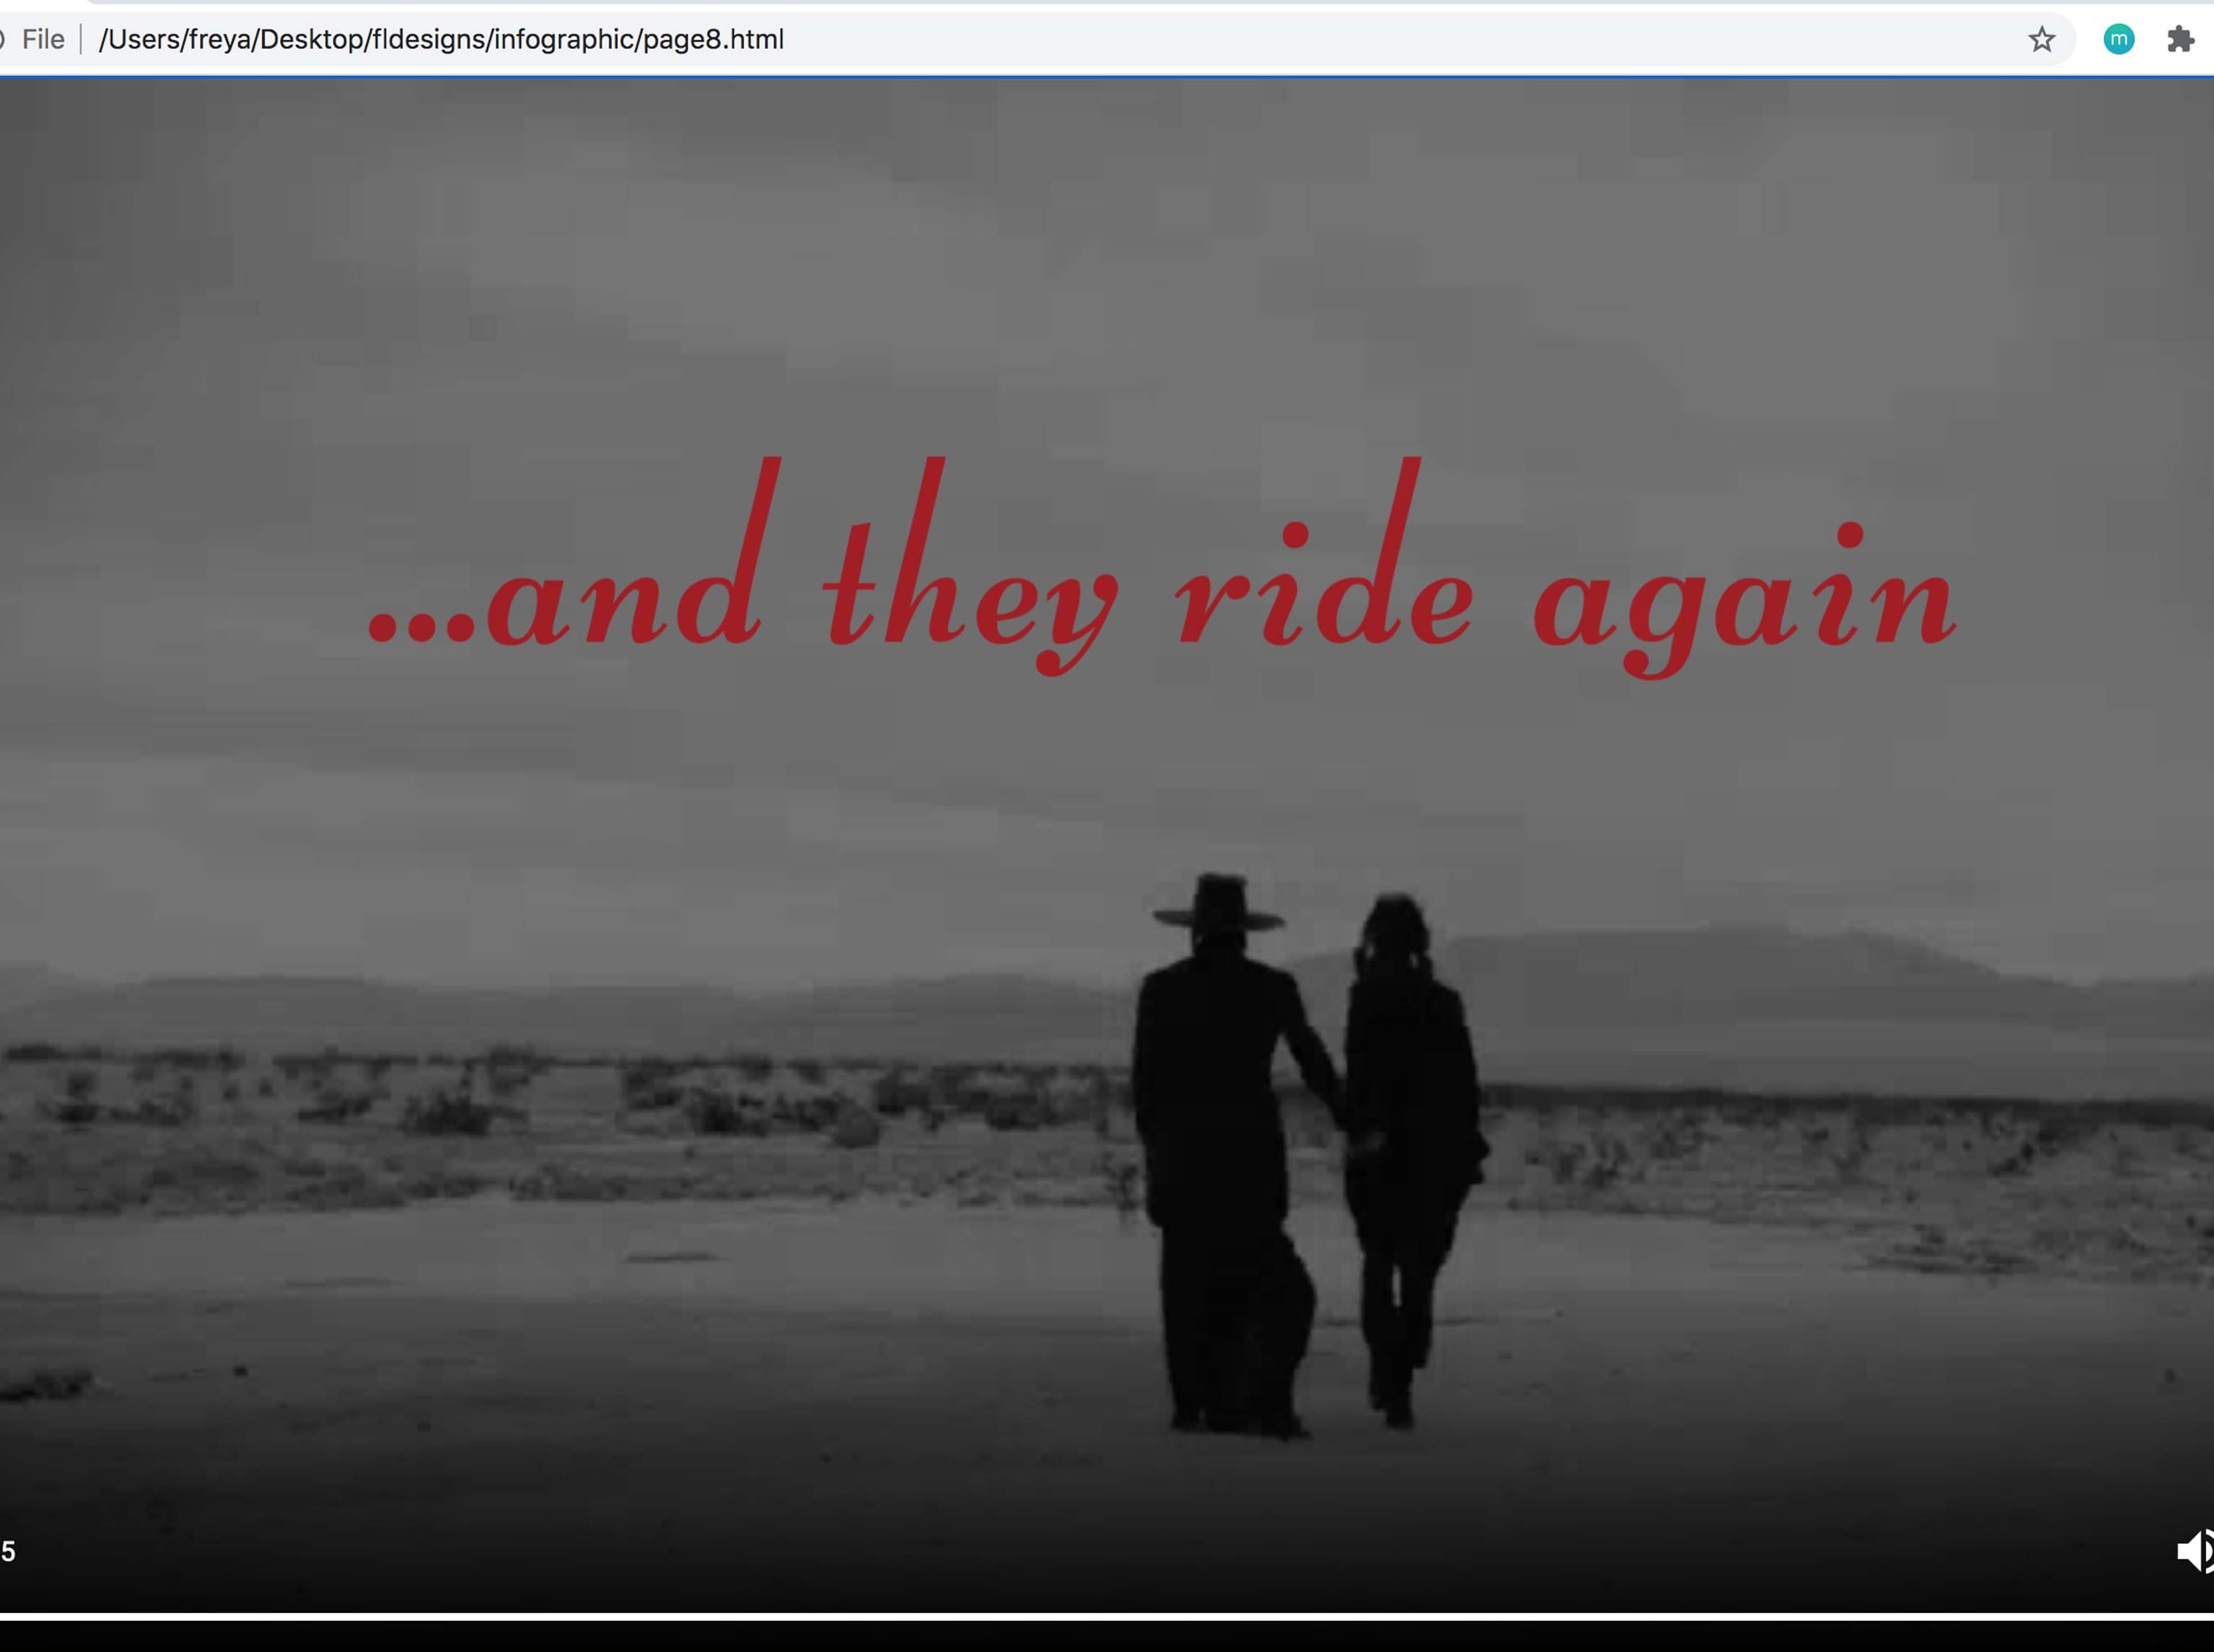 File /Users/freya/Desktop/fldesigns/infographic/page8.html
m
...and they ride again
5